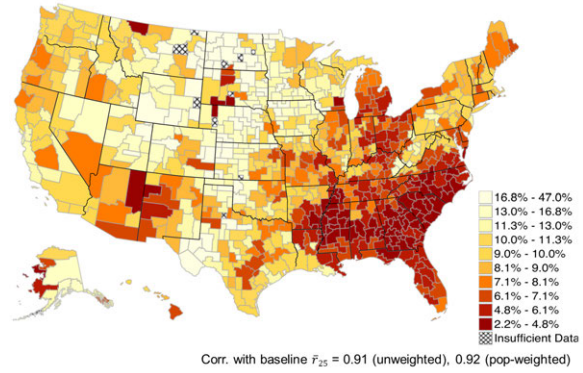 16.8% - 47.0%
13.0% - 16.8%
11.3% - 13.0%
10.0% - 11.3%
9.0% - 10.0%
8.1% - 9.0%
7.1% - 8.1%
6.1% - 7.1%
4.8% - 6.1%
2.2% - 4.8%
Insufficient Data
Corr. with baseline r̄₂₅ = 0.91 (unweighted), 0.92 (pop-weighted)